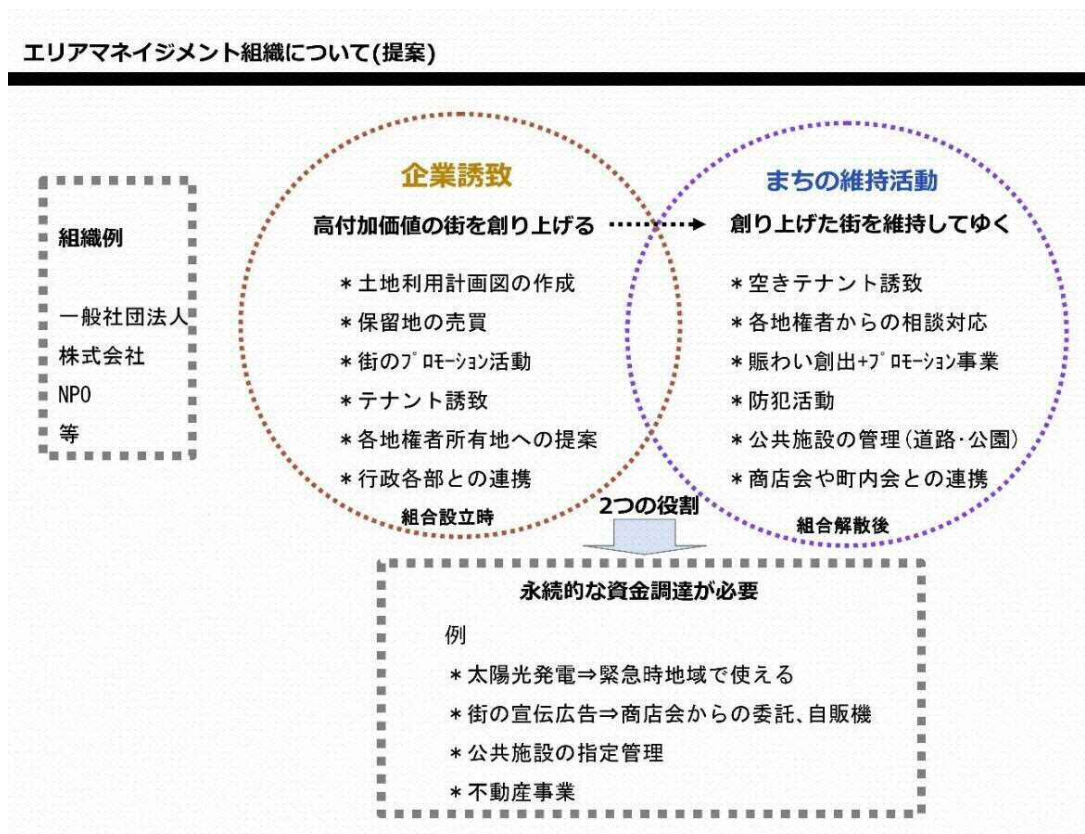 エリアマネイジメント組織について(提案)
組織例
一般社団法人
株式会社
NPO
等
企業誘致
高付加価値の街を創り上げる
*土地利用計画図の作成
*保留地の売買
*街のﾌﾟﾛﾓｰｼｮﾝ活動
*テナント誘致
*各地権者所有地への提案
*行政各部との連携
組合設立時
まちの維持活動
創り上げた街を維持してゆく
*空きテナント誘致
*各地権者からの相談対応
*賑わい創出+ﾌﾟﾛﾓｰｼｮﾝ事業
*防犯活動
*公共施設の管理(道路･公園)
*商店会や町内会との連携
組合解散後
2つの役割
永続的な資金調達が必要
例
*太陽光発電⇒緊急時地域で使える
*街の宣伝広告⇒商店会からの委託､自販機
*公共施設の指定管理
*不動産事業